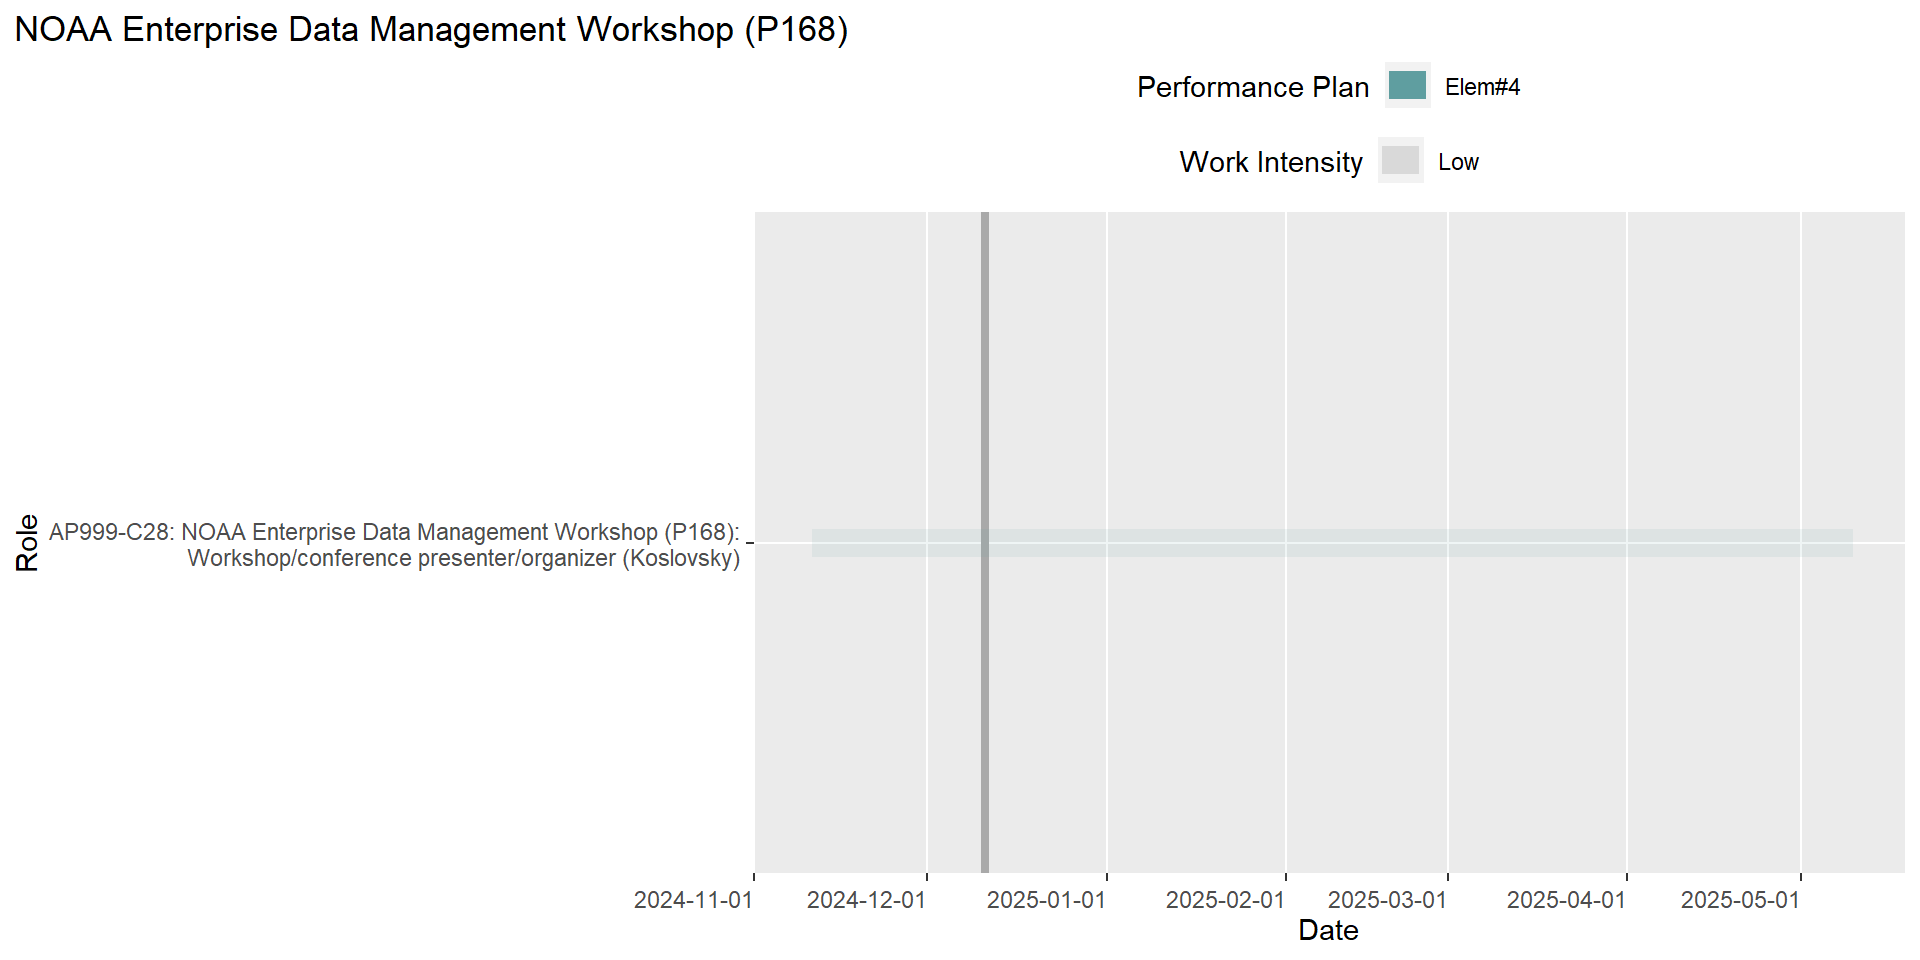 NOAA Enterprise Data Management Workshop (P168)
Performance Plan Elem#4
Work Intensity Low
Role
AP999-C28: NOAA Enterprise Data Management Workshop (P168):
Workshop/conference presenter/organizer (Koslovsky)
2024-11-01 2024-12-01 2025-01-01 2025-02-01 2025-03-01 2025-04-01 2025-05-01
Date